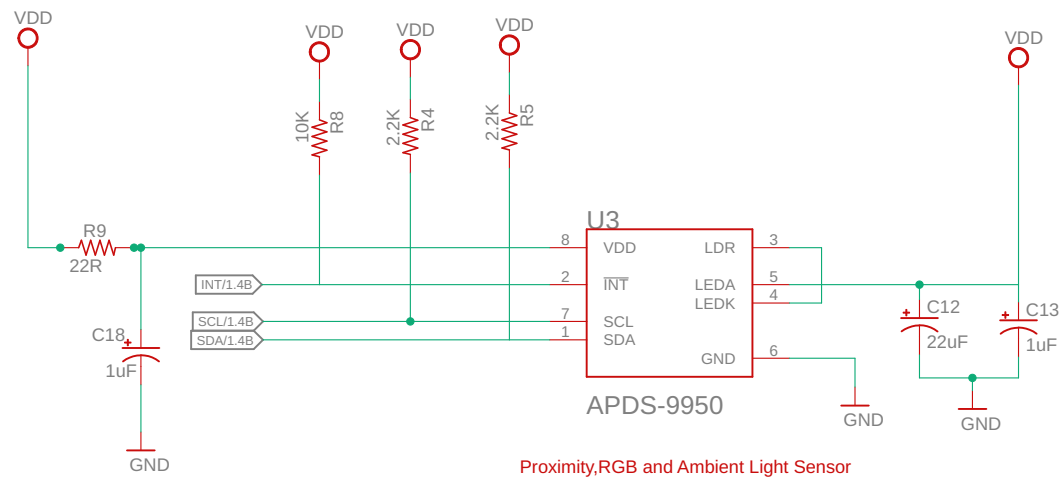 VDD
VDD
VDD
VDD
VDD
10K
R8
2.2K
R4
2.2K
R5
U3
R9
22R
8
VDD
LDR
3
INT/1.4B
2
INT
LEDA
5
LEDK
4
SCL/1.4B
7
SCL
SDA/1.4B
1
SDA
GND
6
C18
+
1uF
+
C12
22uF
+
C13
1uF
APDS-9950
GND
GND
GND
Proximity,RGB and Ambient Light Sensor